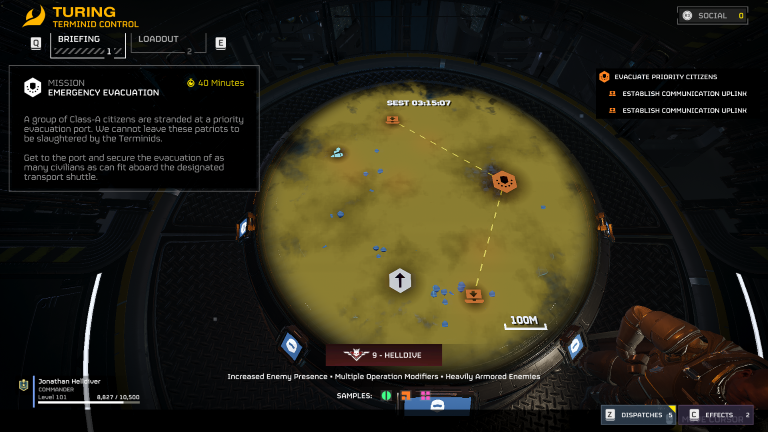 TURING
TERMINID CONTROL
Q
BRIEFING
1
LOADOUT
2
E
SOCIAL 0
MISSION
EMERGENCY EVACUATION
40 Minutes
A group of Class-A citizens are stranded at a priority
evacuation port. We cannot leave these patriots to
be slaughtered by the Terminids.
Get to the port and secure the evacuation of as
many civilians as can fit aboard the designated
transport shuttle.
EVACUATE PRIORITY CITIZENS
ESTABLISH COMMUNICATION UPLINK
ESTABLISH COMMUNICATION UPLINK
SEST 03:15:07
100M
9 - HELLDIVE
Increased Enemy Presence • Multiple Operation Modifiers • Heavily Armored Enemies
SAMPLES:
Jonathan Helldiver
COMMANDER
Level 101
8,827 / 10,500
Z DISPATCHES 5
C EFFECTS 2